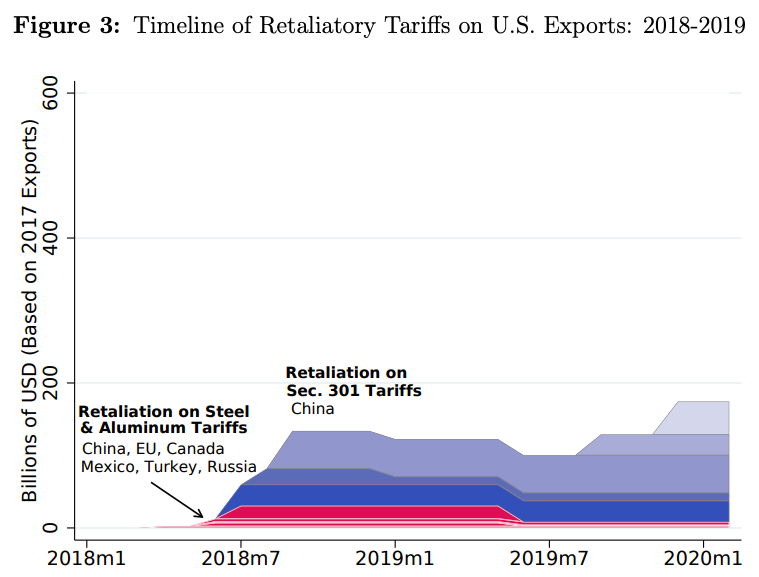 Figure 3: Timeline of Retaliatory Tariffs on U.S. Exports: 2018-2019
Billions of USD (Based on 2017 Exports)
600
400
200
0
Retaliation on
Sec. 301 Tariffs
China
Retaliation on Steel
& Aluminum Tariffs
China, EU, Canada
Mexico, Turkey, Russia
2018m1
2018m7
2019m1
2019m7
2020m1